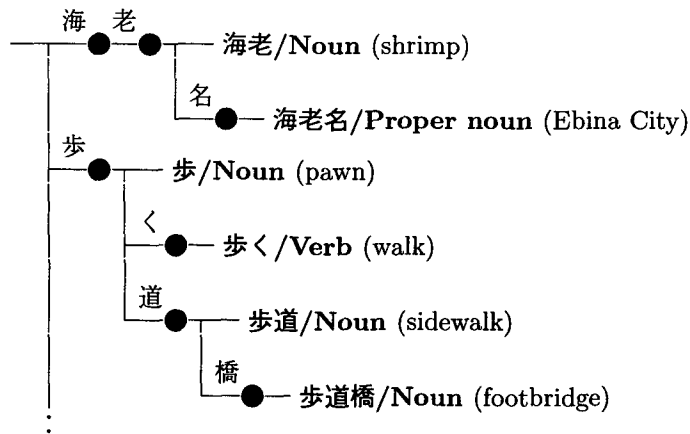 海 老
海老/Noun (shrimp)
名
海老名/Proper noun (Ebina City)
歩
歩/Noun (pawn)
く
歩く/Verb (walk)
道
歩道/Noun (sidewalk)
橋
歩道橋/Noun (footbridge)